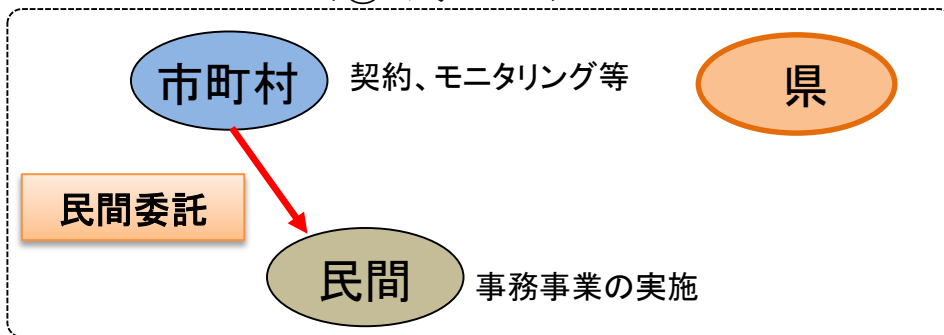 市町村
契約、モニタリング等
県
民間委託
民間
事務事業の実施